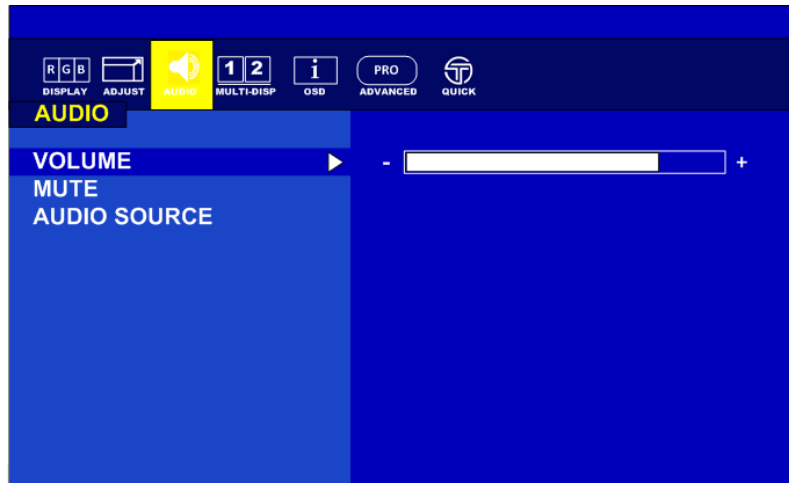 R G B
1 2
i
PRO
DISPLAY ADJUST AUDIO MULTI-DISP OSD ADVANCED QUICK
AUDIO
VOLUME - +
MUTE
AUDIO SOURCE